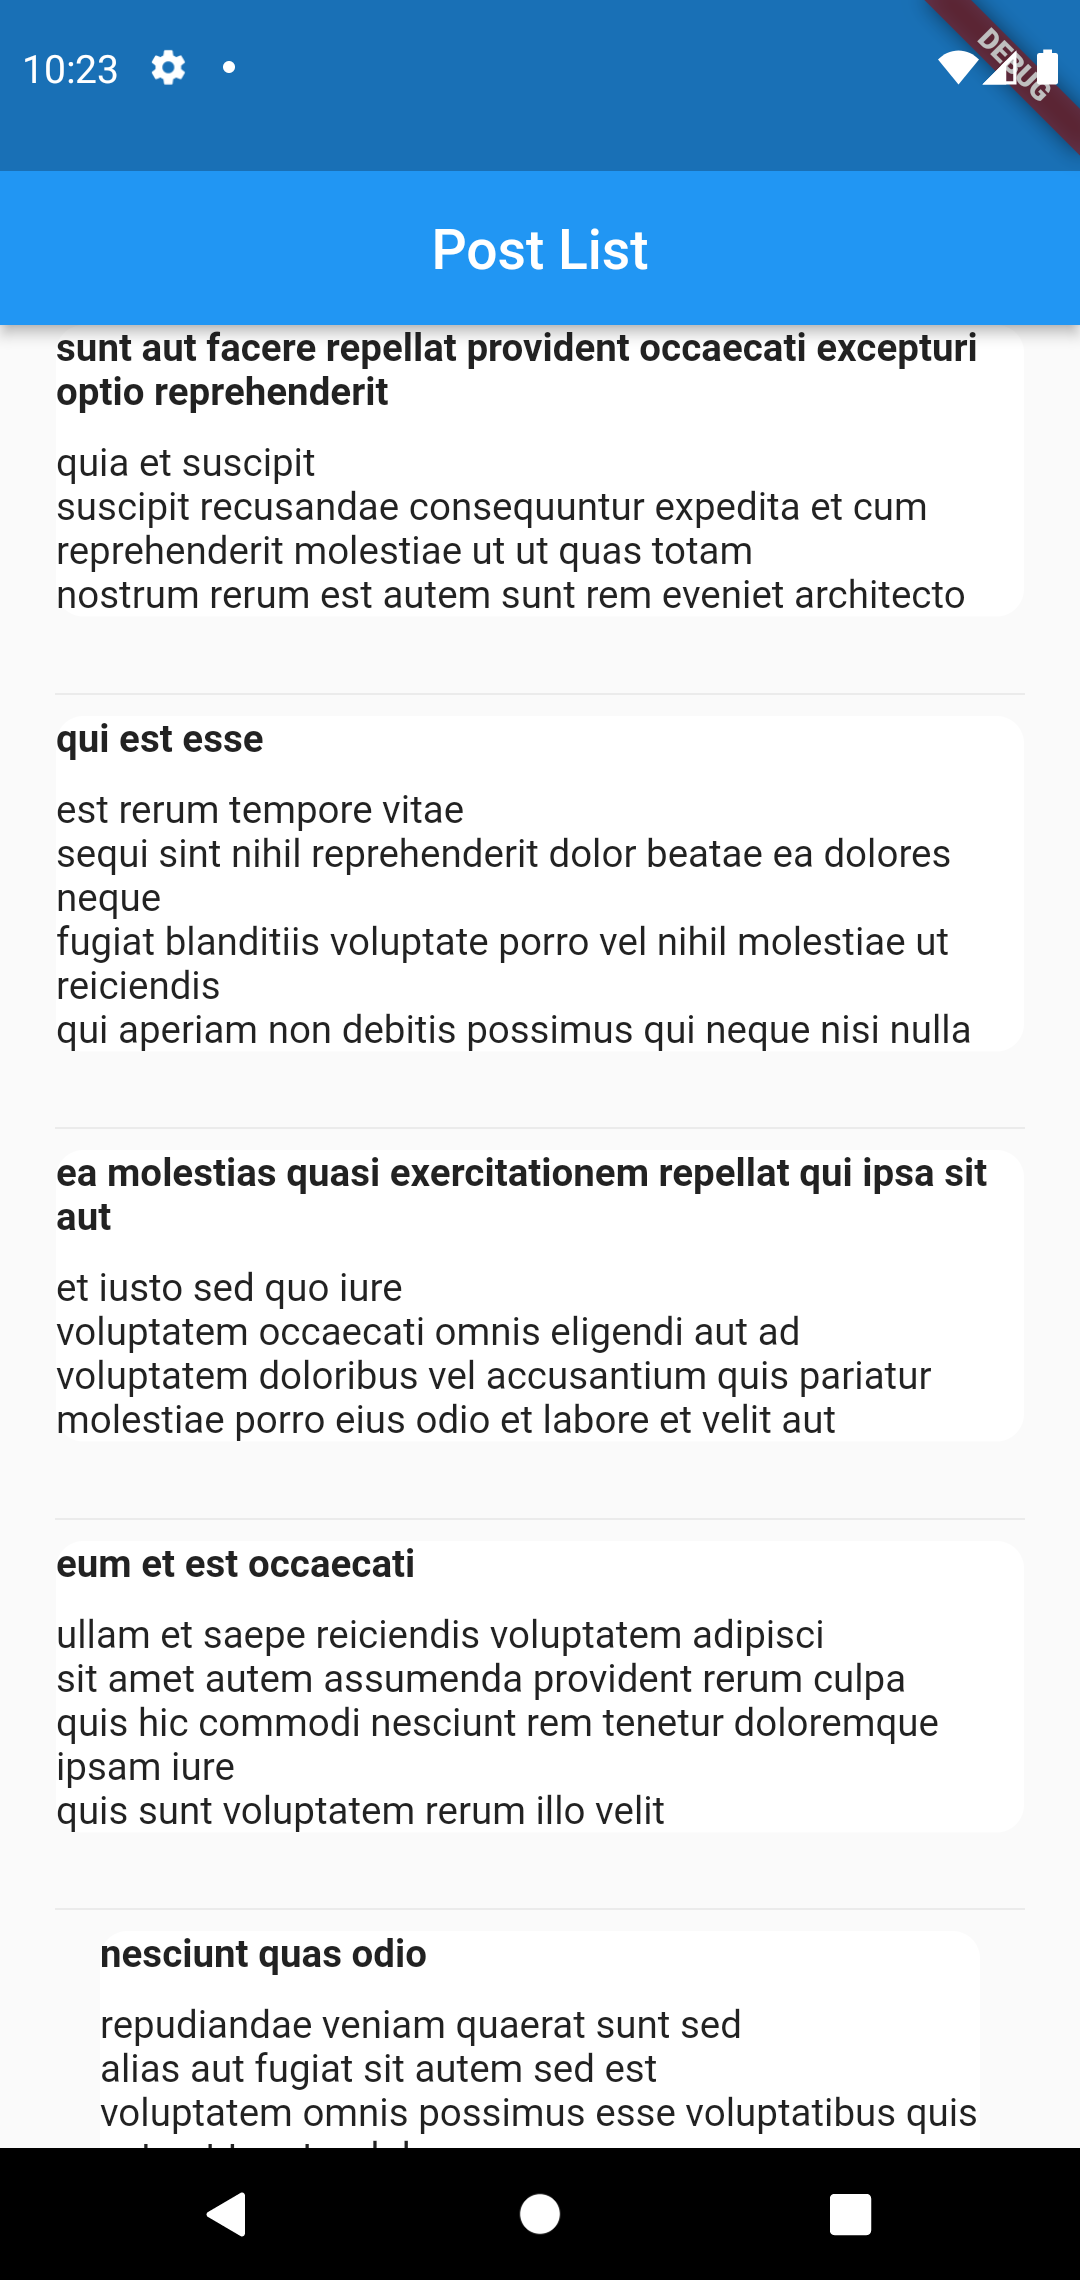 10:23
DEBUG
Post List
sunt aut facere repellat provident occaecati excepturi
optio reprehenderit
quia et suscipit
suscipit recusandae consequuntur expedita et cum
reprehenderit molestiae ut ut quas totam
nostrum rerum est autem sunt rem eveniet architecto
qui est esse
est rerum tempore vitae
sequi sint nihil reprehenderit dolor beatae ea dolores
neque
fugiat blanditiis voluptate porro vel nihil molestiae ut
reiciendis
qui aperiam non debitis possimus qui neque nisi nulla
ea molestias quasi exercitationem repellat qui ipsa sit
aut
et iusto sed quo iure
voluptatem occaecati omnis eligendi aut ad
voluptatem doloribus vel accusantium quis pariatur
molestiae porro eius odio et labore et velit aut
eum et est occaecati
ullam et saepe reiciendis voluptatem adipisci
sit amet autem assumenda provident rerum culpa
quis hic commodi nesciunt rem tenetur doloremque
ipsam iure
quis sunt voluptatem rerum illo velit
nesciunt quas odio
repudiandae veniam quaerat sunt sed
alias aut fugiat sit autem sed est
voluptatem omnis possimus esse voluptatibus quis